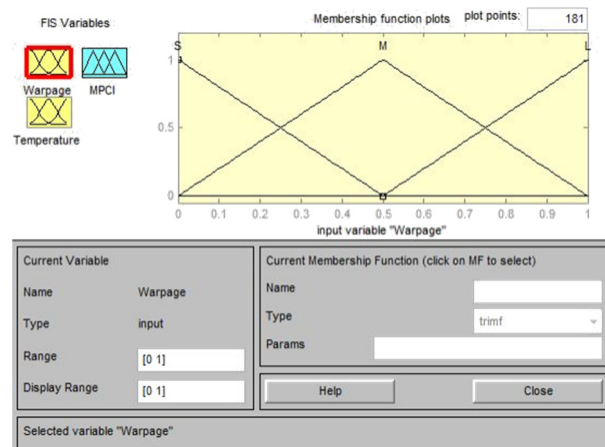 FIS Variables
Membership function plots plot points: 181
Warpage MPCI
Temperature
S M L
1
0.5
0
0 0.1 0.2 0.3 0.4 0.5 0.6 0.7 0.8 0.9 1
input variable "Warpage"
Current Variable
Name Warpage
Type input
Range [0 1]
Display Range [0 1]
Current Membership Function (click on MF to select)
Name
Type trimf
Params
Help Close
Selected variable "Warpage"